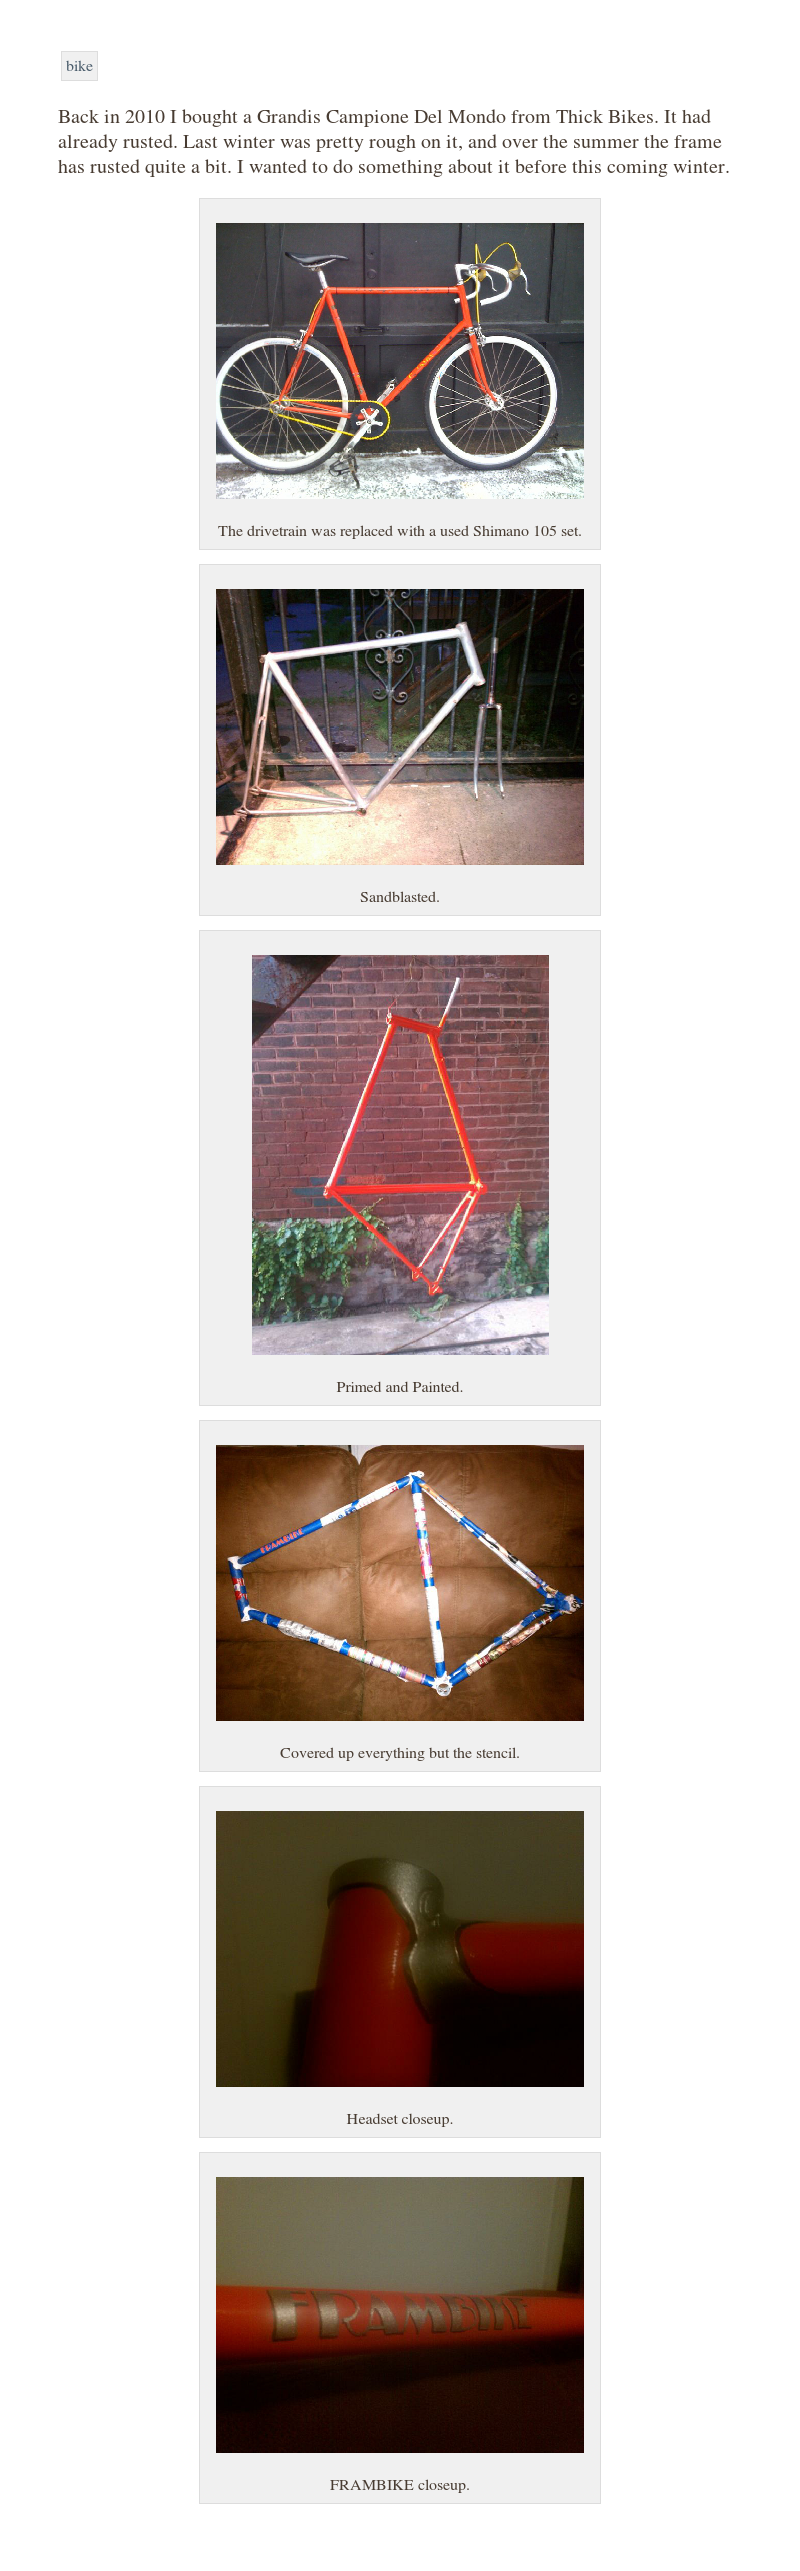 bike
Back in 2010 I bought a Grandis Campione Del Mondo from Thick Bikes. It had
already rusted. Last winter was pretty rough on it, and over the summer the frame
has rusted quite a bit. I wanted to do something about it before this coming winter.
The drivetrain was replaced with a used Shimano 105 set.
Sandblasted.
Primed and Painted.
FRAMBIKE
Covered up everything but the stencil.
Headset closeup.
FRAMBIKE
FRAMBIKE closeup.